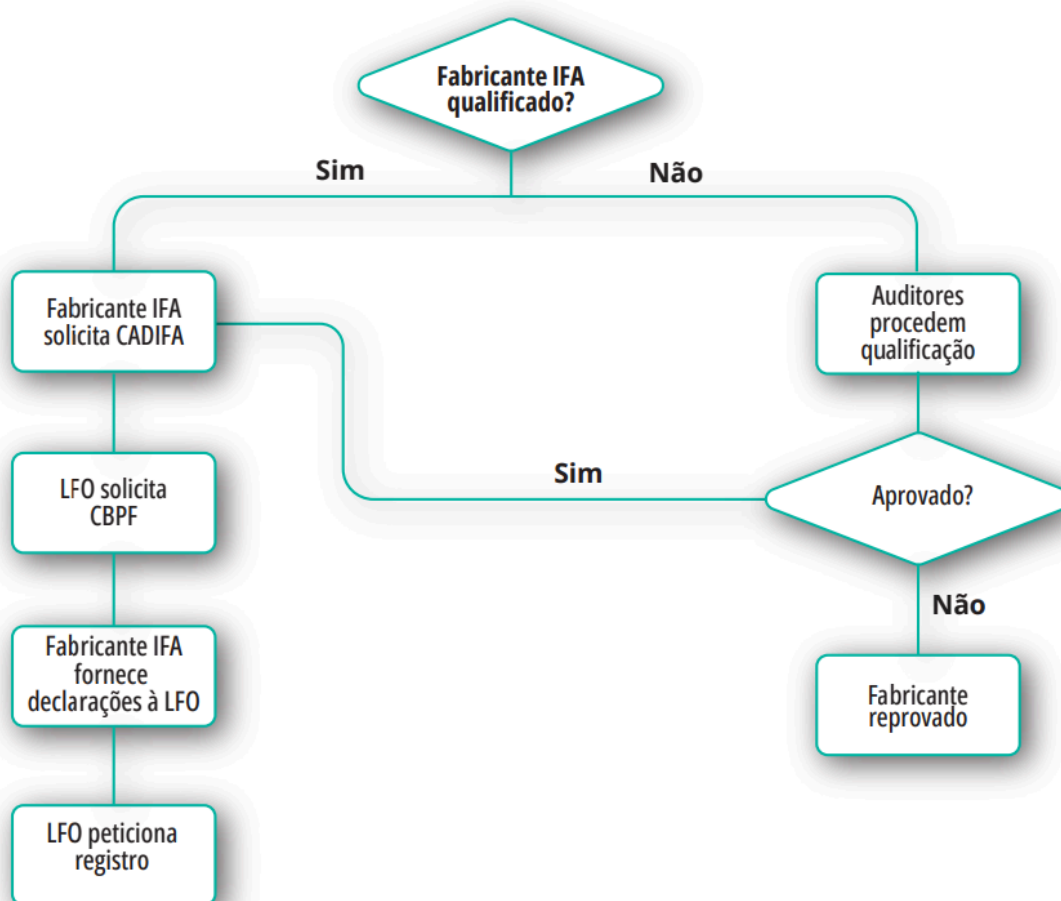 Fabricante IFA
qualificado?
Sim
Não
Fabricante IFA
solicita CADIFA
Auditores
procedem
qualificação
LFO solicita
CBPF
Sim
Aprovado?
Não
Fabricante IFA
fornece
declarações à LFO
Fabricante
reprovado
LFO peticiona
registro